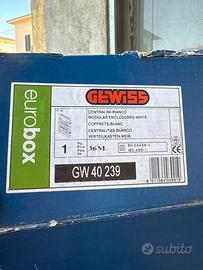 eurobox
GEWISS
CENTRALINI-BIANCO
MODULAR ENCLOSURES-WHITE
COFFRETS-BLANC
CENTRALITAS-BLANCO
VERTEILKASTEN-WEIß
1
36M
EN 60439-1
IEC 439-1
GW 40 239
subito